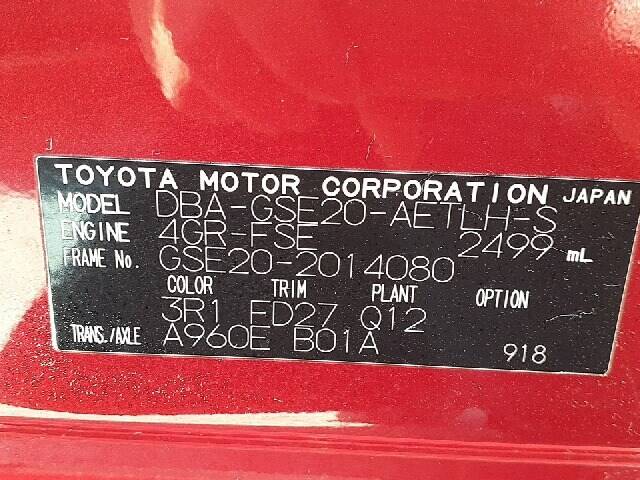 TOYOTA MOTOR CORPORATION JAPAN
MODEL DBA-GSE20-AETLH-S
ENGINE 4GR-FSE 2499 mL
FRAME No. GSE20-2014080
COLOR TRIM PLANT OPTION
3R1 FD27 Q12
TRANS./AXLE A960E B01A
918